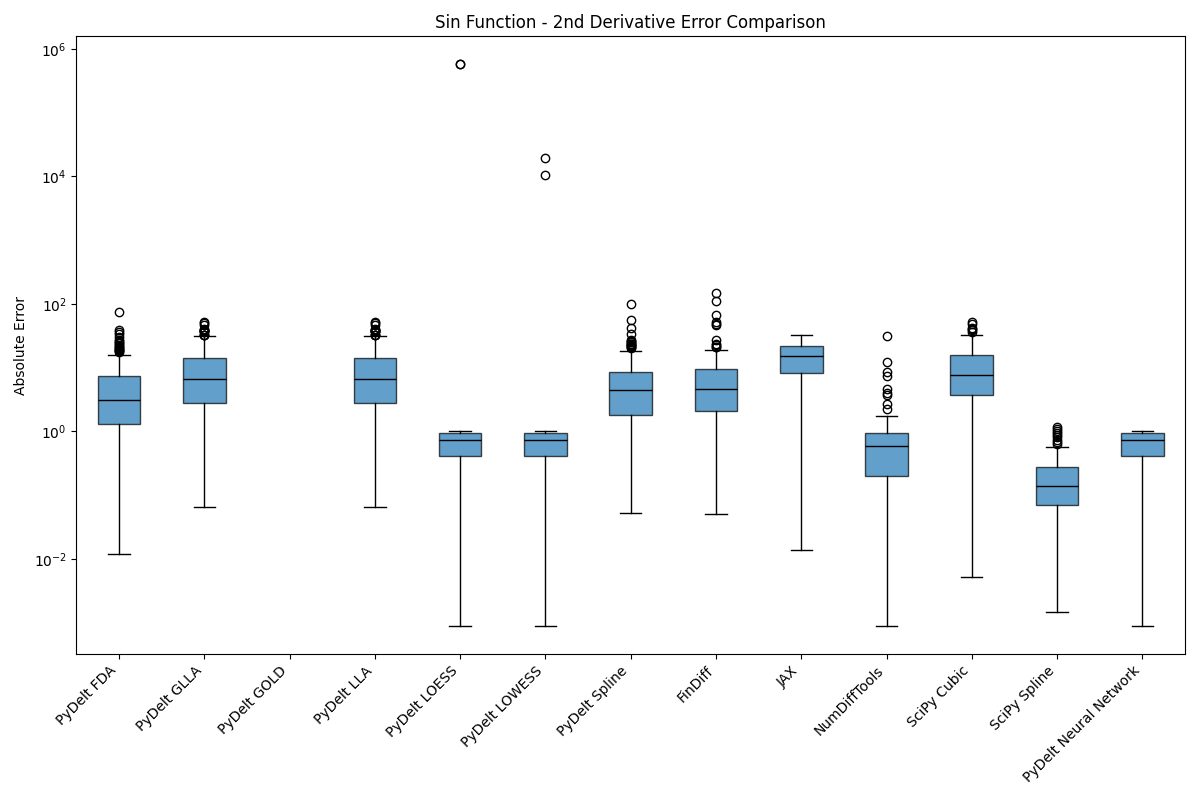 Sin Function - 2nd Derivative Error Comparison
Absolute Error
10^6
10^4
10^2
10^0
10^−2
PyDelt FDA
PyDelt GLLA
PyDelt GOLD
PyDelt LLA
PyDelt LOESS
PyDelt LOWESS
PyDelt Spline
FinDiff
JAX
NumDiffTools
SciPy Cubic
SciPy Spline
PyDelt Neural Network